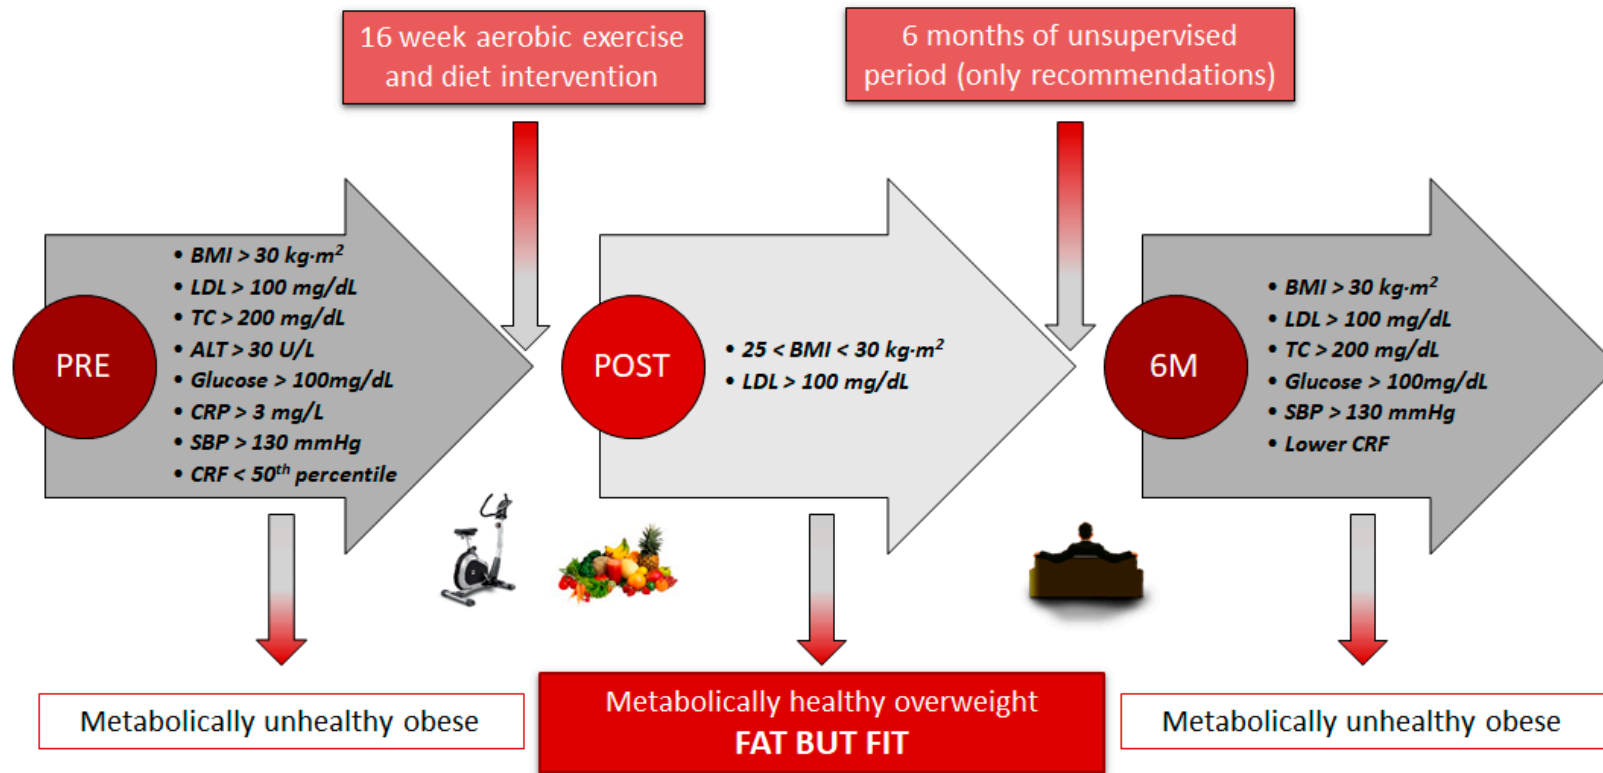 16 week aerobic exercise
and diet intervention
6 months of unsupervised
period (only recommendations)
PRE
• BMI > 30 kg·m²
• LDL > 100 mg/dL
• TC > 200 mg/dL
• ALT > 30 U/L
• Glucose > 100mg/dL
• CRP > 3 mg/L
• SBP > 130 mmHg
• CRF < 50th percentile
POST
• 25 < BMI < 30 kg·m²
• LDL > 100 mg/dL
6M
• BMI > 30 kg·m²
• LDL > 100 mg/dL
• TC > 200 mg/dL
• Glucose > 100mg/dL
• SBP > 130 mmHg
• Lower CRF
Metabolically unhealthy obese
Metabolically healthy overweight
FAT BUT FIT
Metabolically unhealthy obese